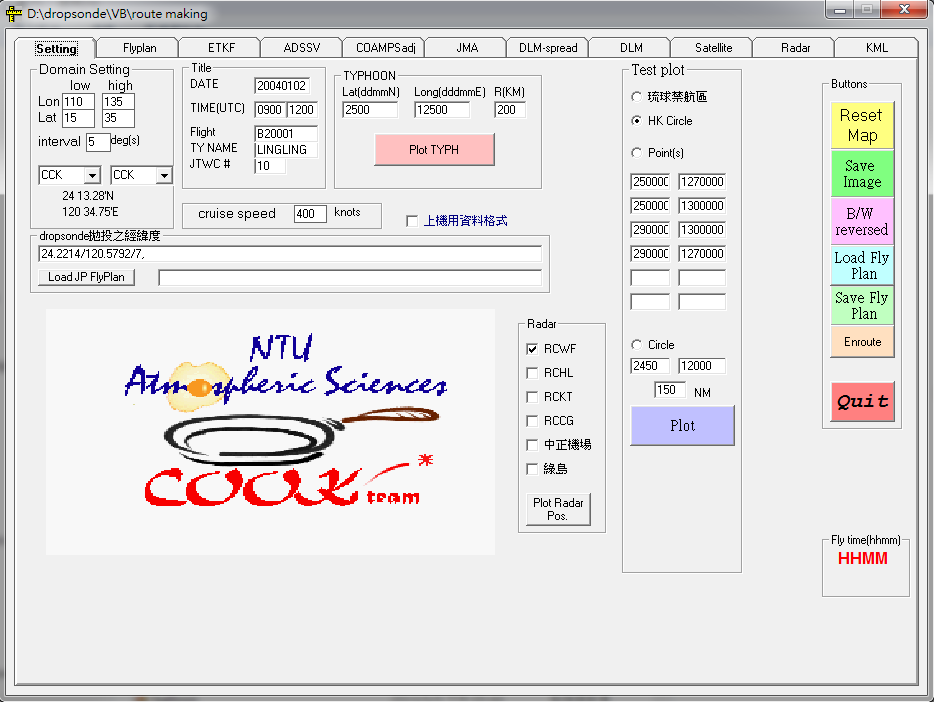 D:\dropsonde\VB\route making
Setting Flyplan ETKF ADSSV COAMPSadj JMA DLM-spread DLM Satellite Radar KML
Domain Setting
low high
Lon 110 135
Lat 15 35
interval 5 deg(s)
CCK CCK
24 13.28'N
120 34.75'E
Title
DATE 20040102
TIME(UTC) 0900 1200
Flight B20001
TY NAME LINGLING
JTWC # 10
TYPHOON
Lat(ddmmN) Long(dddmmE) R(KM)
2500 12500 200
Plot TYPH
cruise speed 400 knots
上機用資料格式
dropsonde拋投之經緯度
24.2214/120.5792/7,
Load JP FlyPlan
NTU
Atmospheric Sciences
COOK team
Radar
RCWF
RCHL
RCKT
RCCG
中正機場
綠島
Plot Radar
Pos.
Test plot
琉球禁航區
HK Circle
Point(s)
25000 1270000
25000 1300000
29000 1300000
29000 1270000
Circle
2450 12000
150 NM
Plot
Buttons
Reset
Map
Save
Image
B/W
reversed
Load Fly
Plan
Save Fly
Plan
Enroute
Quit
Fly time(hhmm)
HHMM